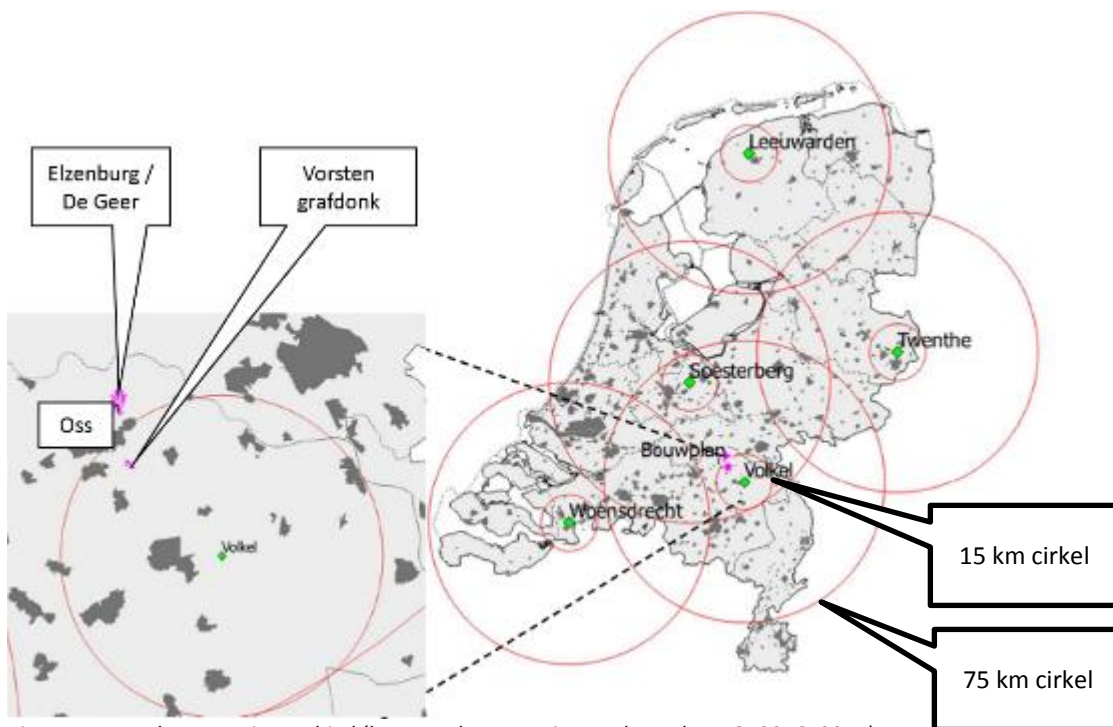 Elzenburg /
De Geer
Vorsten
grafdonk
Oss
Volkel
Leeuwarden
Twenthe
Soesterberg
Bouwplan
Volkel
Woensdrecht
15 km cirkel
75 km cirkel